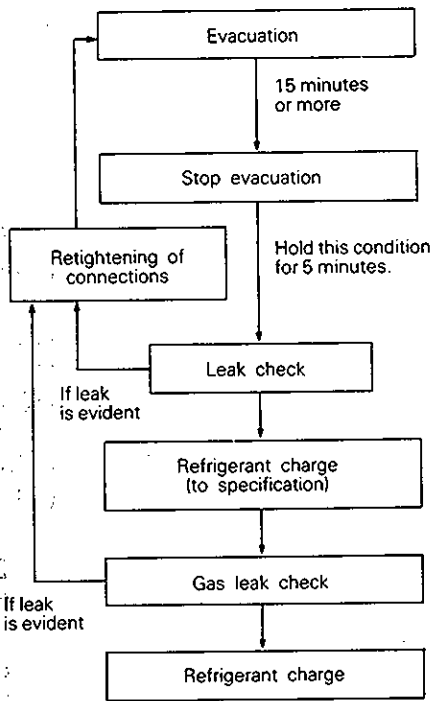 Evacuation
15 minutes
or more
Stop evacuation
Hold this condition
for 5 minutes.
Retightening of
connections
Leak check
If leak
is evident
Refrigerant charge
(to specification)
Gas leak check
If leak
is evident
Refrigerant charge